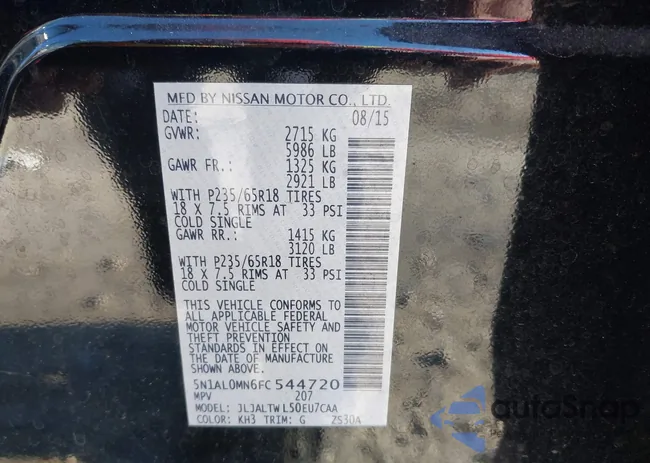 MFD BY NISSAN MOTOR CO., LTD.
DATE: 08/15
GVWR: 2715 KG
5986 LB
GAWR FR.: 1325 KG
2921 LB
WITH P235/65R18 TIRES
18 X 7.5 RIMS AT 33 PSI
COLD SINGLE
GAWR RR.: 1415 KG
3120 LB
WITH P235/65R18 TIRES
18 X 7.5 RIMS AT 33 PSI
COLD SINGLE
THIS VEHICLE CONFORMS TO
ALL APPLICABLE FEDERAL
MOTOR VEHICLE SAFETY AND
THEFT PREVENTION
STANDARDS IN EFFECT ON
THE DATE OF MANUFACTURE
SHOWN ABOVE.
5N1AL0MN6FC544720
MPV 207
MODEL: JLJALTW L50EU7CAA
COLOR: KH3 TRIM: G ZS30A
autoSnap